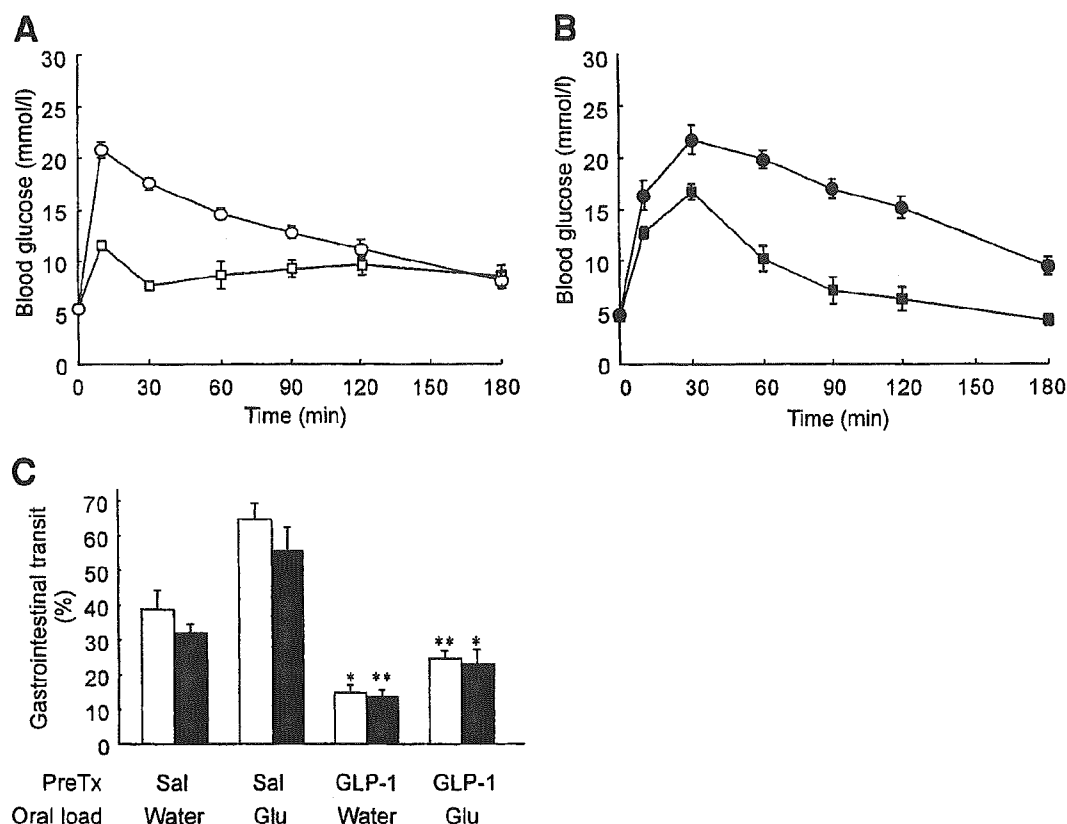 A
B
Blood glucose (mmol/l)
30
25
20
15
10
5
0
0 30 60 90 120 150 180
Time (min)
Blood glucose (mmol/l)
30
25
20
15
10
5
0
0 30 60 90 120 150 180
Time (min)
C
Gastrointestinal transit
(%)
70
60
50
40
30
20
10
0
* ** ** *
PreTx Sal Sal GLP-1 GLP-1
Oral load Water Glu Water Glu